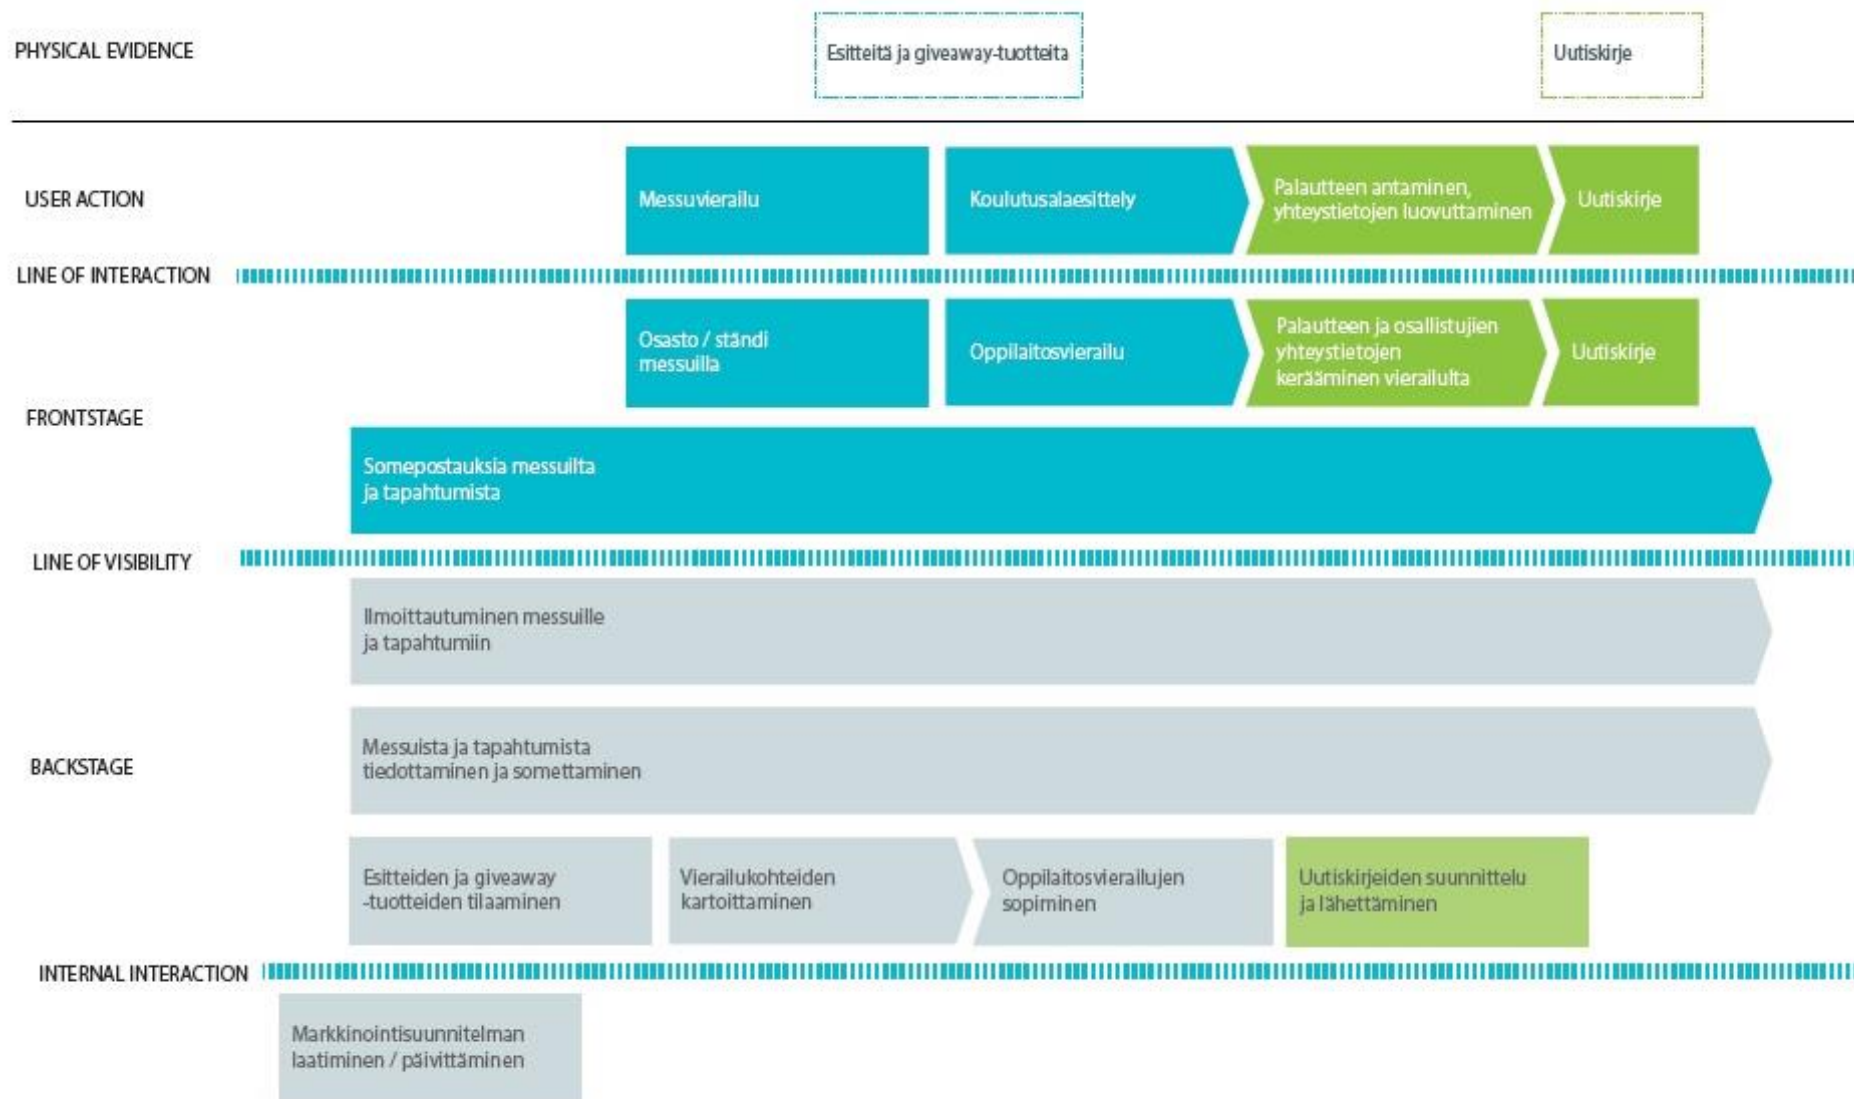 PHYSICAL EVIDENCE
Esitteitä ja giveaway-tuotteita
Uutiskirje
USER ACTION
Messuvierailu
Koulutusalaesittely
Palautteen antaminen,
yhteystietojen luovuttaminen
Uutiskirje
LINE OF INTERACTION
Osasto / ständi
messuilla
Oppilaitosvierailu
Palautteen ja osallistujien
yhteystietojen
kerääminen vierailulta
Uutiskirje
FRONTSTAGE
Somepostauksia messuilta
ja tapahtumista
LINE OF VISIBILITY
Ilmoittautuminen messuille
ja tapahtumiin
BACKSTAGE
Messuista ja tapahtumista
tiedottaminen ja somettaminen
Esitteiden ja giveaway
-tuotteiden tilaaminen
Vierailukohteiden
kartoittaminen
Oppilaitosvierailujen
sopiminen
Uutiskirjeiden suunnittelu
ja lähettäminen
INTERNAL INTERACTION
Markkinointisuunnitelman
laatiminen / päivittäminen